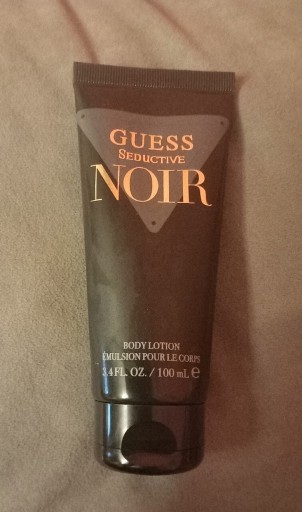 GUESS
SEDUCTIVE
NOIR
BODY LOTION
ÉMULSION POUR LE CORPS
3.4 FL. OZ. / 100 mL ℮